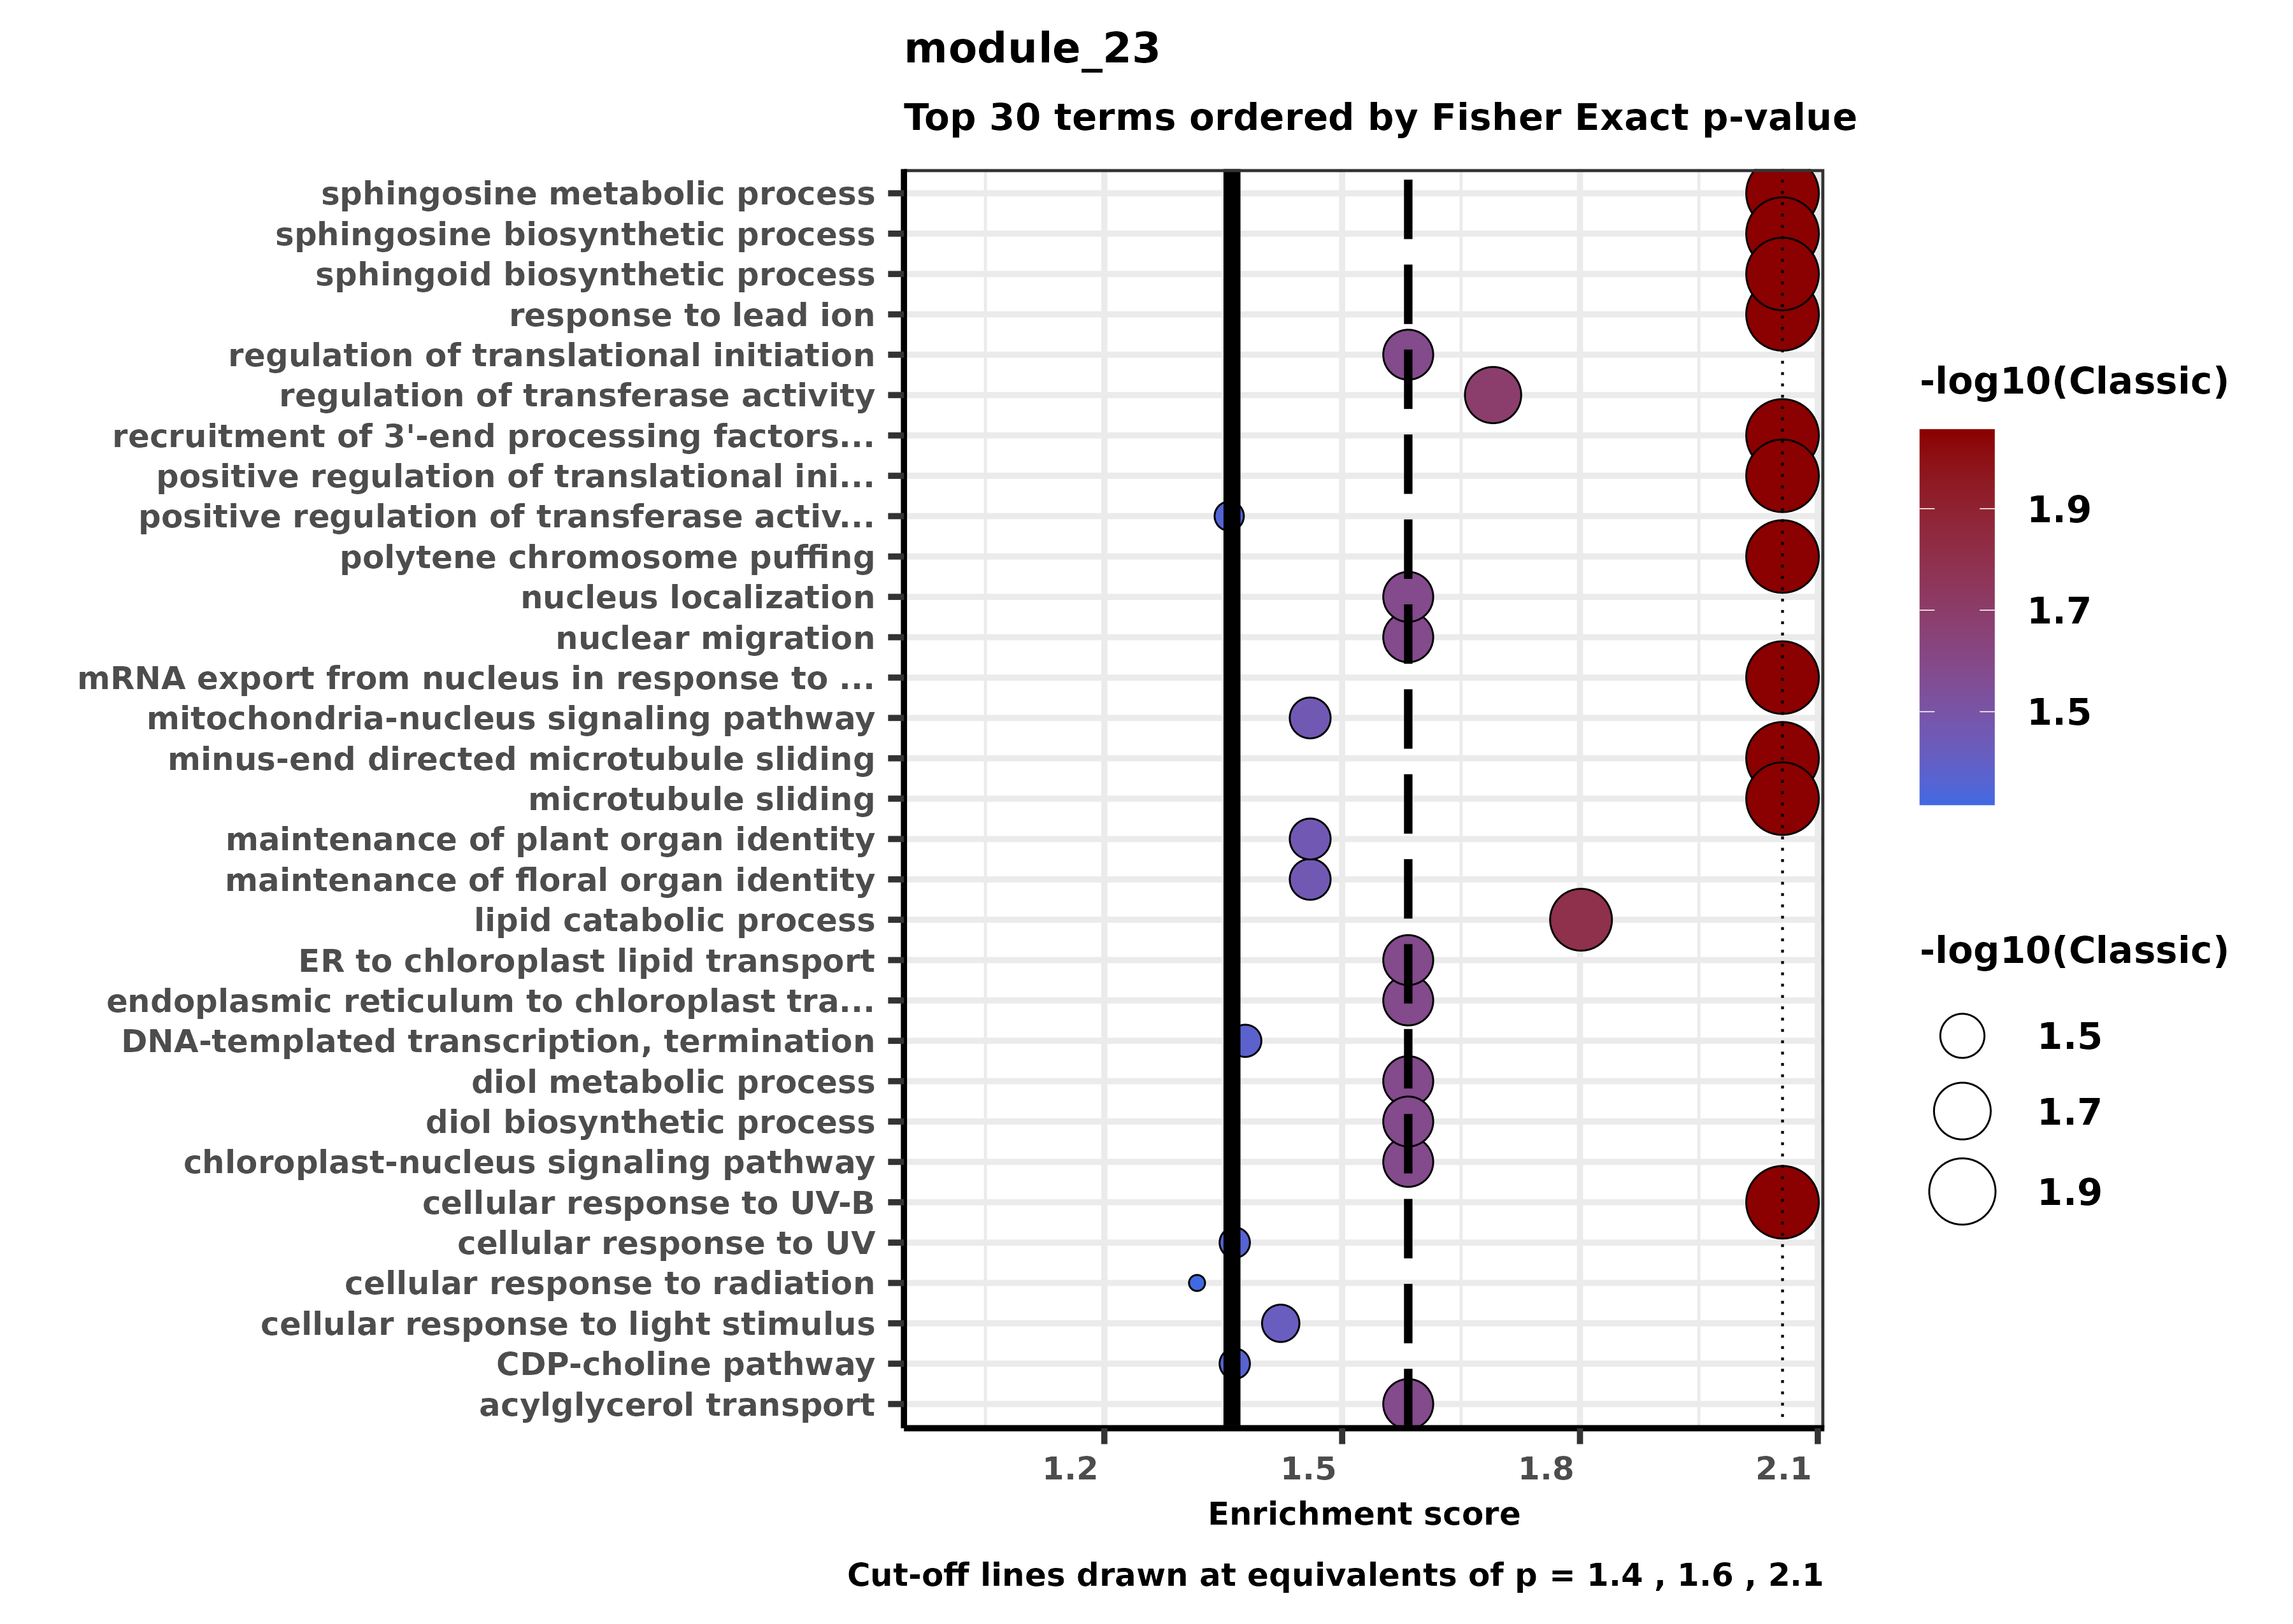 module_23
Top 30 terms ordered by Fisher Exact p-value
sphingosine metabolic process
sphingosine biosynthetic process
sphingoid biosynthetic process
response to lead ion
regulation of translational initiation
regulation of transferase activity
recruitment of 3'-end processing factors...
positive regulation of translational ini...
positive regulation of transferase activ...
polytene chromosome puffing
nucleus localization
nuclear migration
mRNA export from nucleus in response to ...
mitochondria-nucleus signaling pathway
minus-end directed microtubule sliding
microtubule sliding
maintenance of plant organ identity
maintenance of floral organ identity
lipid catabolic process
ER to chloroplast lipid transport
endoplasmic reticulum to chloroplast tra...
DNA-templated transcription, termination
diol metabolic process
diol biosynthetic process
chloroplast-nucleus signaling pathway
cellular response to UV-B
cellular response to UV
cellular response to radiation
cellular response to light stimulus
CDP-choline pathway
acylglycerol transport
1.2 1.5 1.8 2.1
Enrichment score
Cut-off lines drawn at equivalents of p = 1.4 , 1.6 , 2.1
-log10(Classic)
1.9
1.7
1.5
-log10(Classic)
1.5
1.7
1.9